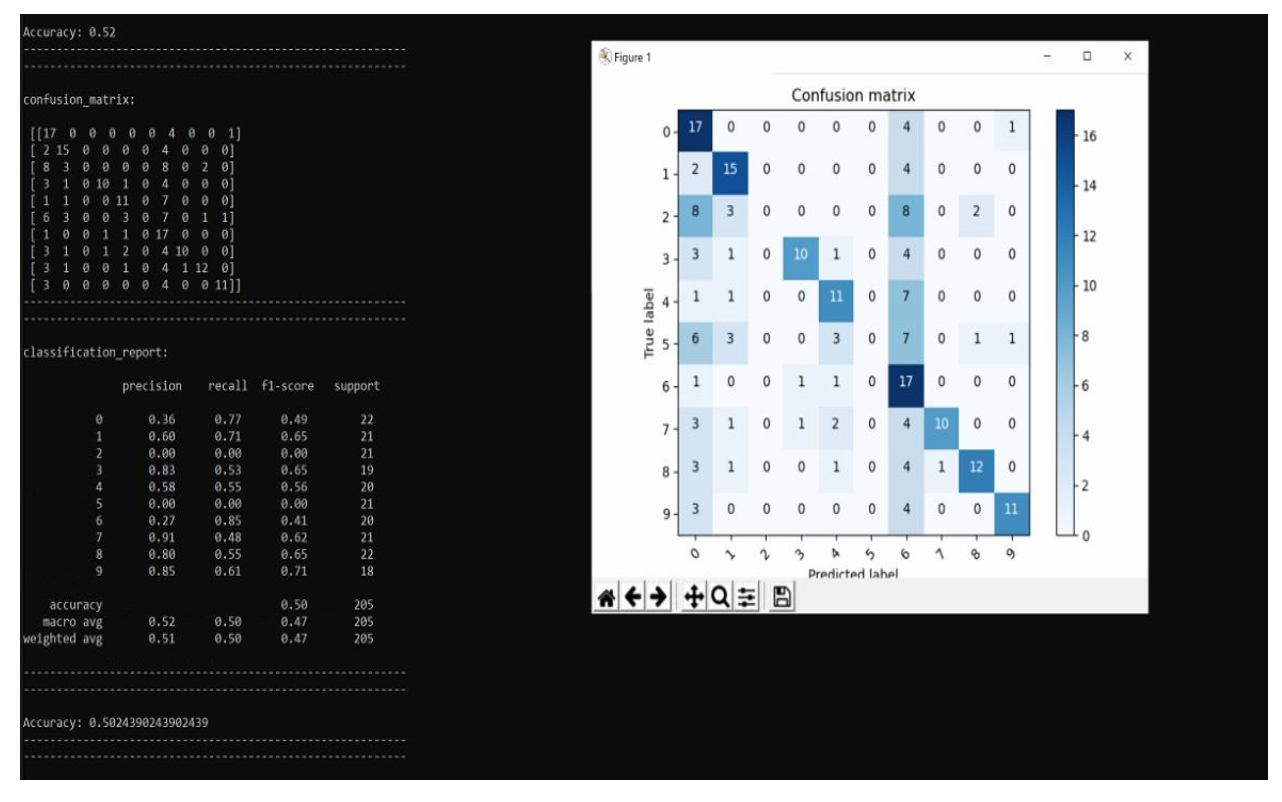 Accuracy: 0.52
--------------------------------------------------------
--------------------------------------------------------
confusion_matrix:
[[17 0 0 0 0 0 4 0 0 1]
[ 2 15 0 0 0 0 4 0 0 0]
[ 8 3 0 0 0 0 8 0 2 0]
[ 3 1 0 10 1 0 4 0 0 0]
[ 1 1 0 0 11 0 7 0 0 0]
[ 6 3 0 0 3 0 7 0 1 1]
[ 1 0 0 1 1 0 17 0 0 0]
[ 3 1 0 1 2 0 4 10 0 0]
[ 3 1 0 0 1 0 4 1 12 0]
[ 3 0 0 0 0 0 4 0 0 11]]
--------------------------------------------------------
--------------------------------------------------------
classification_report:
precision recall f1-score support
0 0.36 0.77 0.49 22
1 0.60 0.71 0.65 21
2 0.00 0.00 0.00 21
3 0.83 0.53 0.65 19
4 0.58 0.55 0.56 20
5 0.00 0.00 0.00 21
6 0.27 0.85 0.41 20
7 0.91 0.48 0.62 21
8 0.80 0.55 0.65 22
9 0.85 0.61 0.71 18
accuracy 0.50 205
macro avg 0.52 0.50 0.47 205
weighted avg 0.51 0.50 0.47 205
--------------------------------------------------------
--------------------------------------------------------
Accuracy: 0.5024390243902439
--------------------------------------------------------
--------------------------------------------------------
Figure 1
Confusion matrix
True label
0 17 0 0 0 0 0 4 0 0 1
1 2 15 0 0 0 0 4 0 0 0
2 8 3 0 0 0 0 8 0 2 0
3 3 1 0 10 1 0 4 0 0 0
4 1 1 0 0 11 0 7 0 0 0
5 6 3 0 0 3 0 7 0 1 1
6 1 0 0 1 1 0 17 0 0 0
7 3 1 0 1 2 0 4 10 0 0
8 3 1 0 0 1 0 4 1 12 0
9 3 0 0 0 0 0 4 0 0 11
0 1 2 3 4 5 6 7 8 9
Predicted label
16
14
12
10
8
6
4
2
0